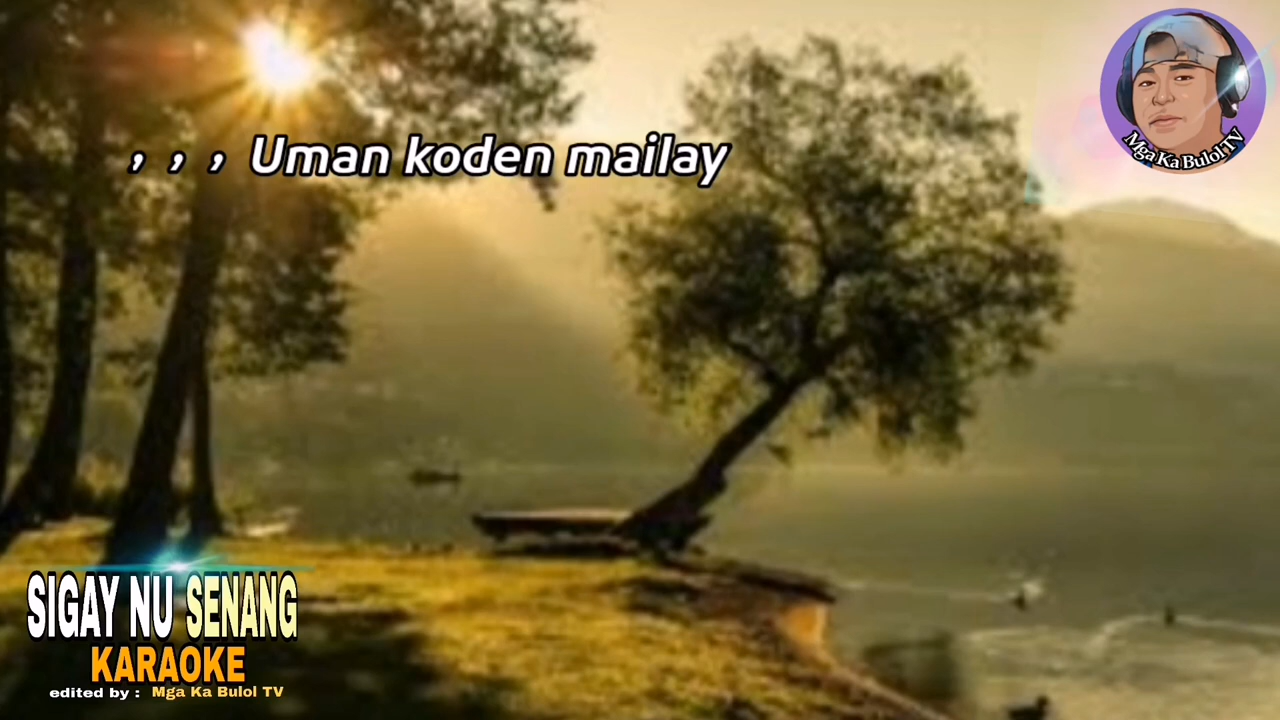 , , , Uman koden mailay
Mga Ka Bulol TV
SIGAY NU SENANG
KARAOKE
edited by : Mga Ka Bulol TV